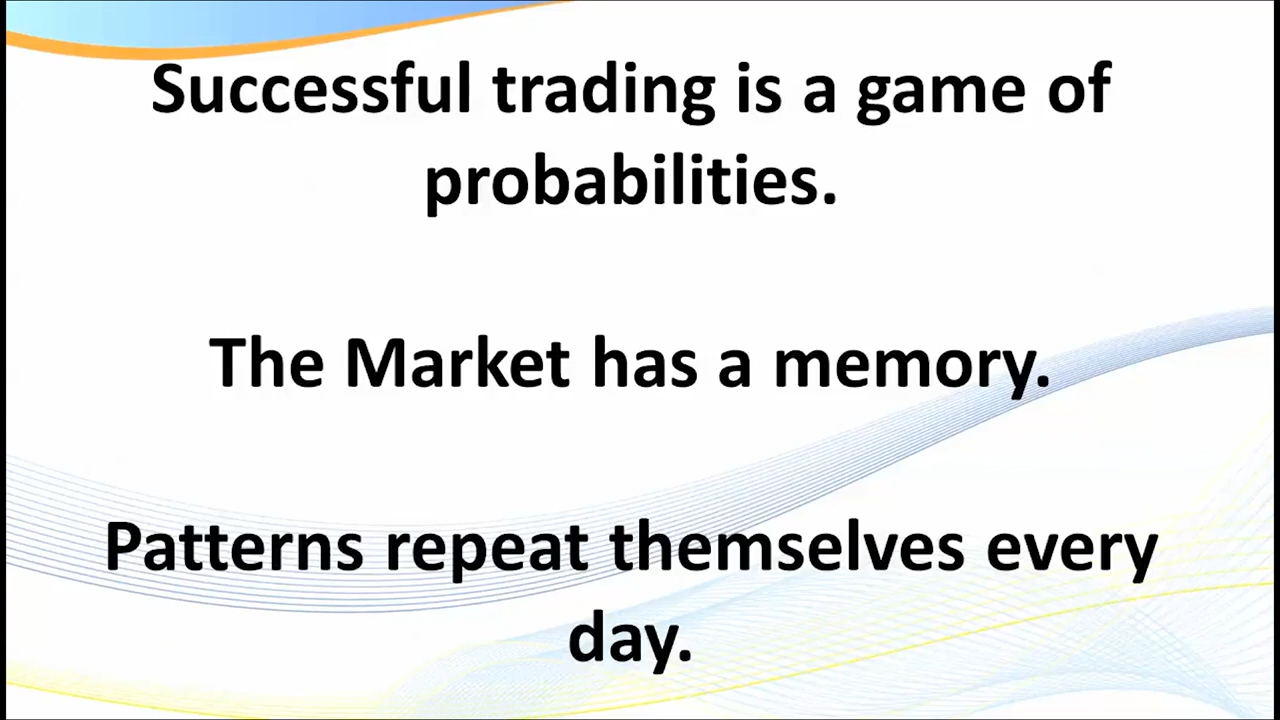 Successful trading is a game of
probabilities.
The Market has a memory.
Patterns repeat themselves every
day.